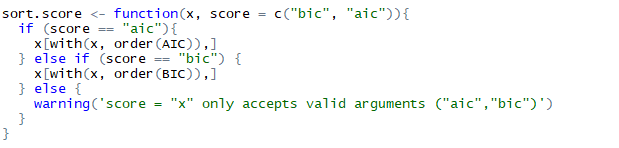 sort.score <- function(x, score = c("bic", "aic")){
  if (score == "aic"){
    x[with(x, order(AIC)),]
  } else if (score == "bic") {
    x[with(x, order(BIC)),]
  } else {
    warning('score = "x" only accepts valid arguments ("aic","bic")')
  }
}